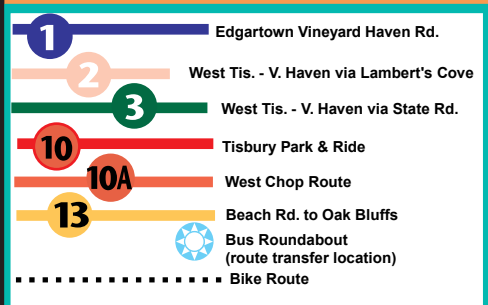 1 Edgartown Vineyard Haven Rd.
2 West Tis. - V. Haven via Lambert's Cove
3 West Tis. - V. Haven via State Rd.
10 Tisbury Park & Ride
10A West Chop Route
13 Beach Rd. to Oak Bluffs
Bus Roundabout
(route transfer location)
Bike Route